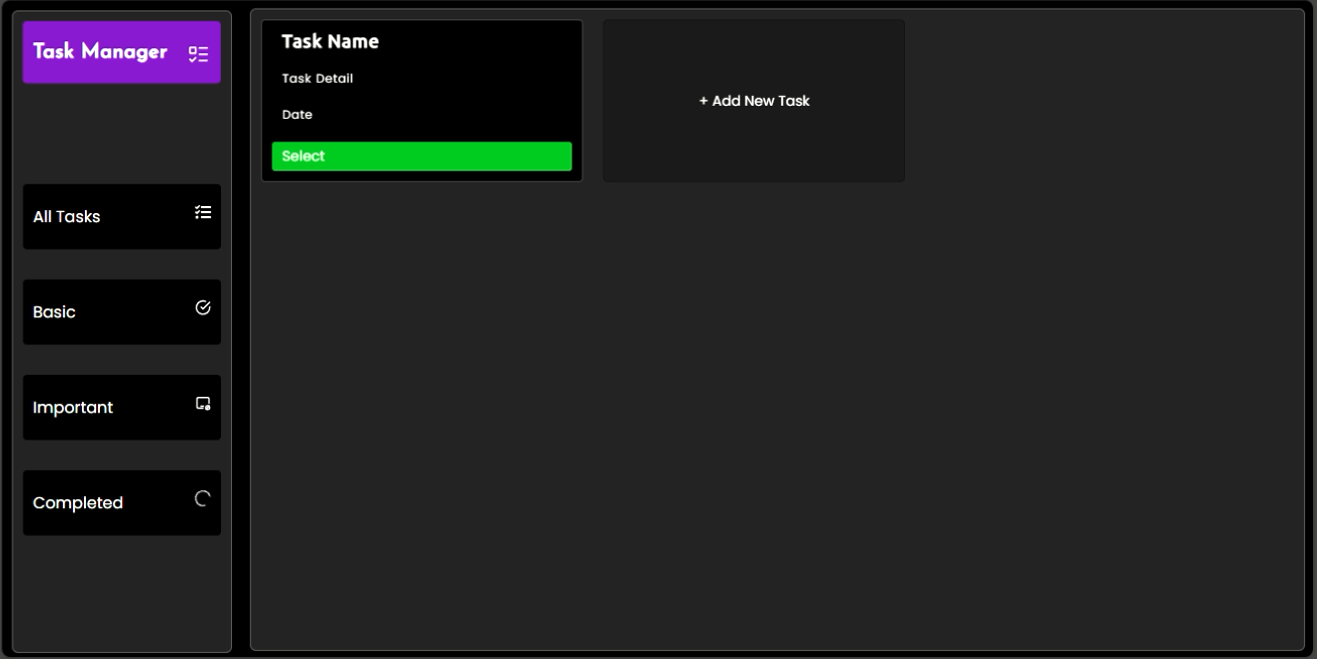 Task Manager
All Tasks
Basic
Important
Completed
Task Name
Task Detail
Date
Select
+ Add New Task